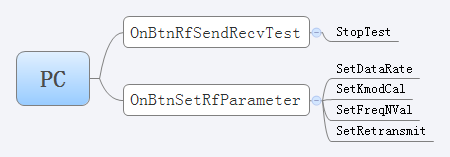 PC
OnBtnRfSendRecvTest
StopTest
OnBtnSetRfParameter
SetDataRate
SetKmodCal
SetFreqNVal
SetRetransmit